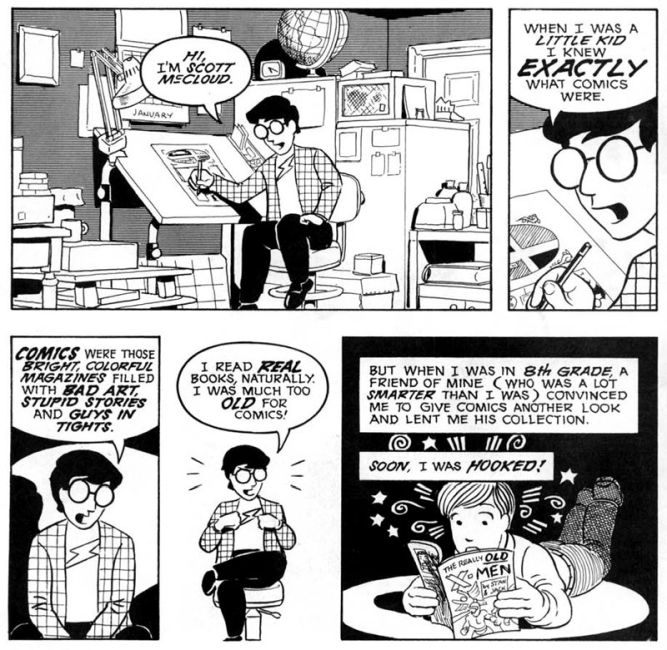 HI,
I'M SCOTT
McCLOUD.
JANUARY
WHEN I WAS A
LITTLE KID
I KNEW
EXACTLY
WHAT COMICS
WERE.
COMICS WERE THOSE
BRIGHT, COLORFUL
MAGAZINES FILLED
WITH BAD ART,
STUPID STORIES
AND GUYS IN
TIGHTS.
I READ REAL
BOOKS, NATURALLY.
I WAS MUCH TOO
OLD FOR
COMICS!
BUT WHEN I WAS IN 8th GRADE, A
FRIEND OF MINE (WHO WAS A LOT
SMARTER THAN I WAS) CONVINCED
ME TO GIVE COMICS ANOTHER LOOK
AND LENT ME HIS COLLECTION.
SOON, I WAS HOOKED!
THE REALLY OLD
X MEN
BY STAN
& JACK